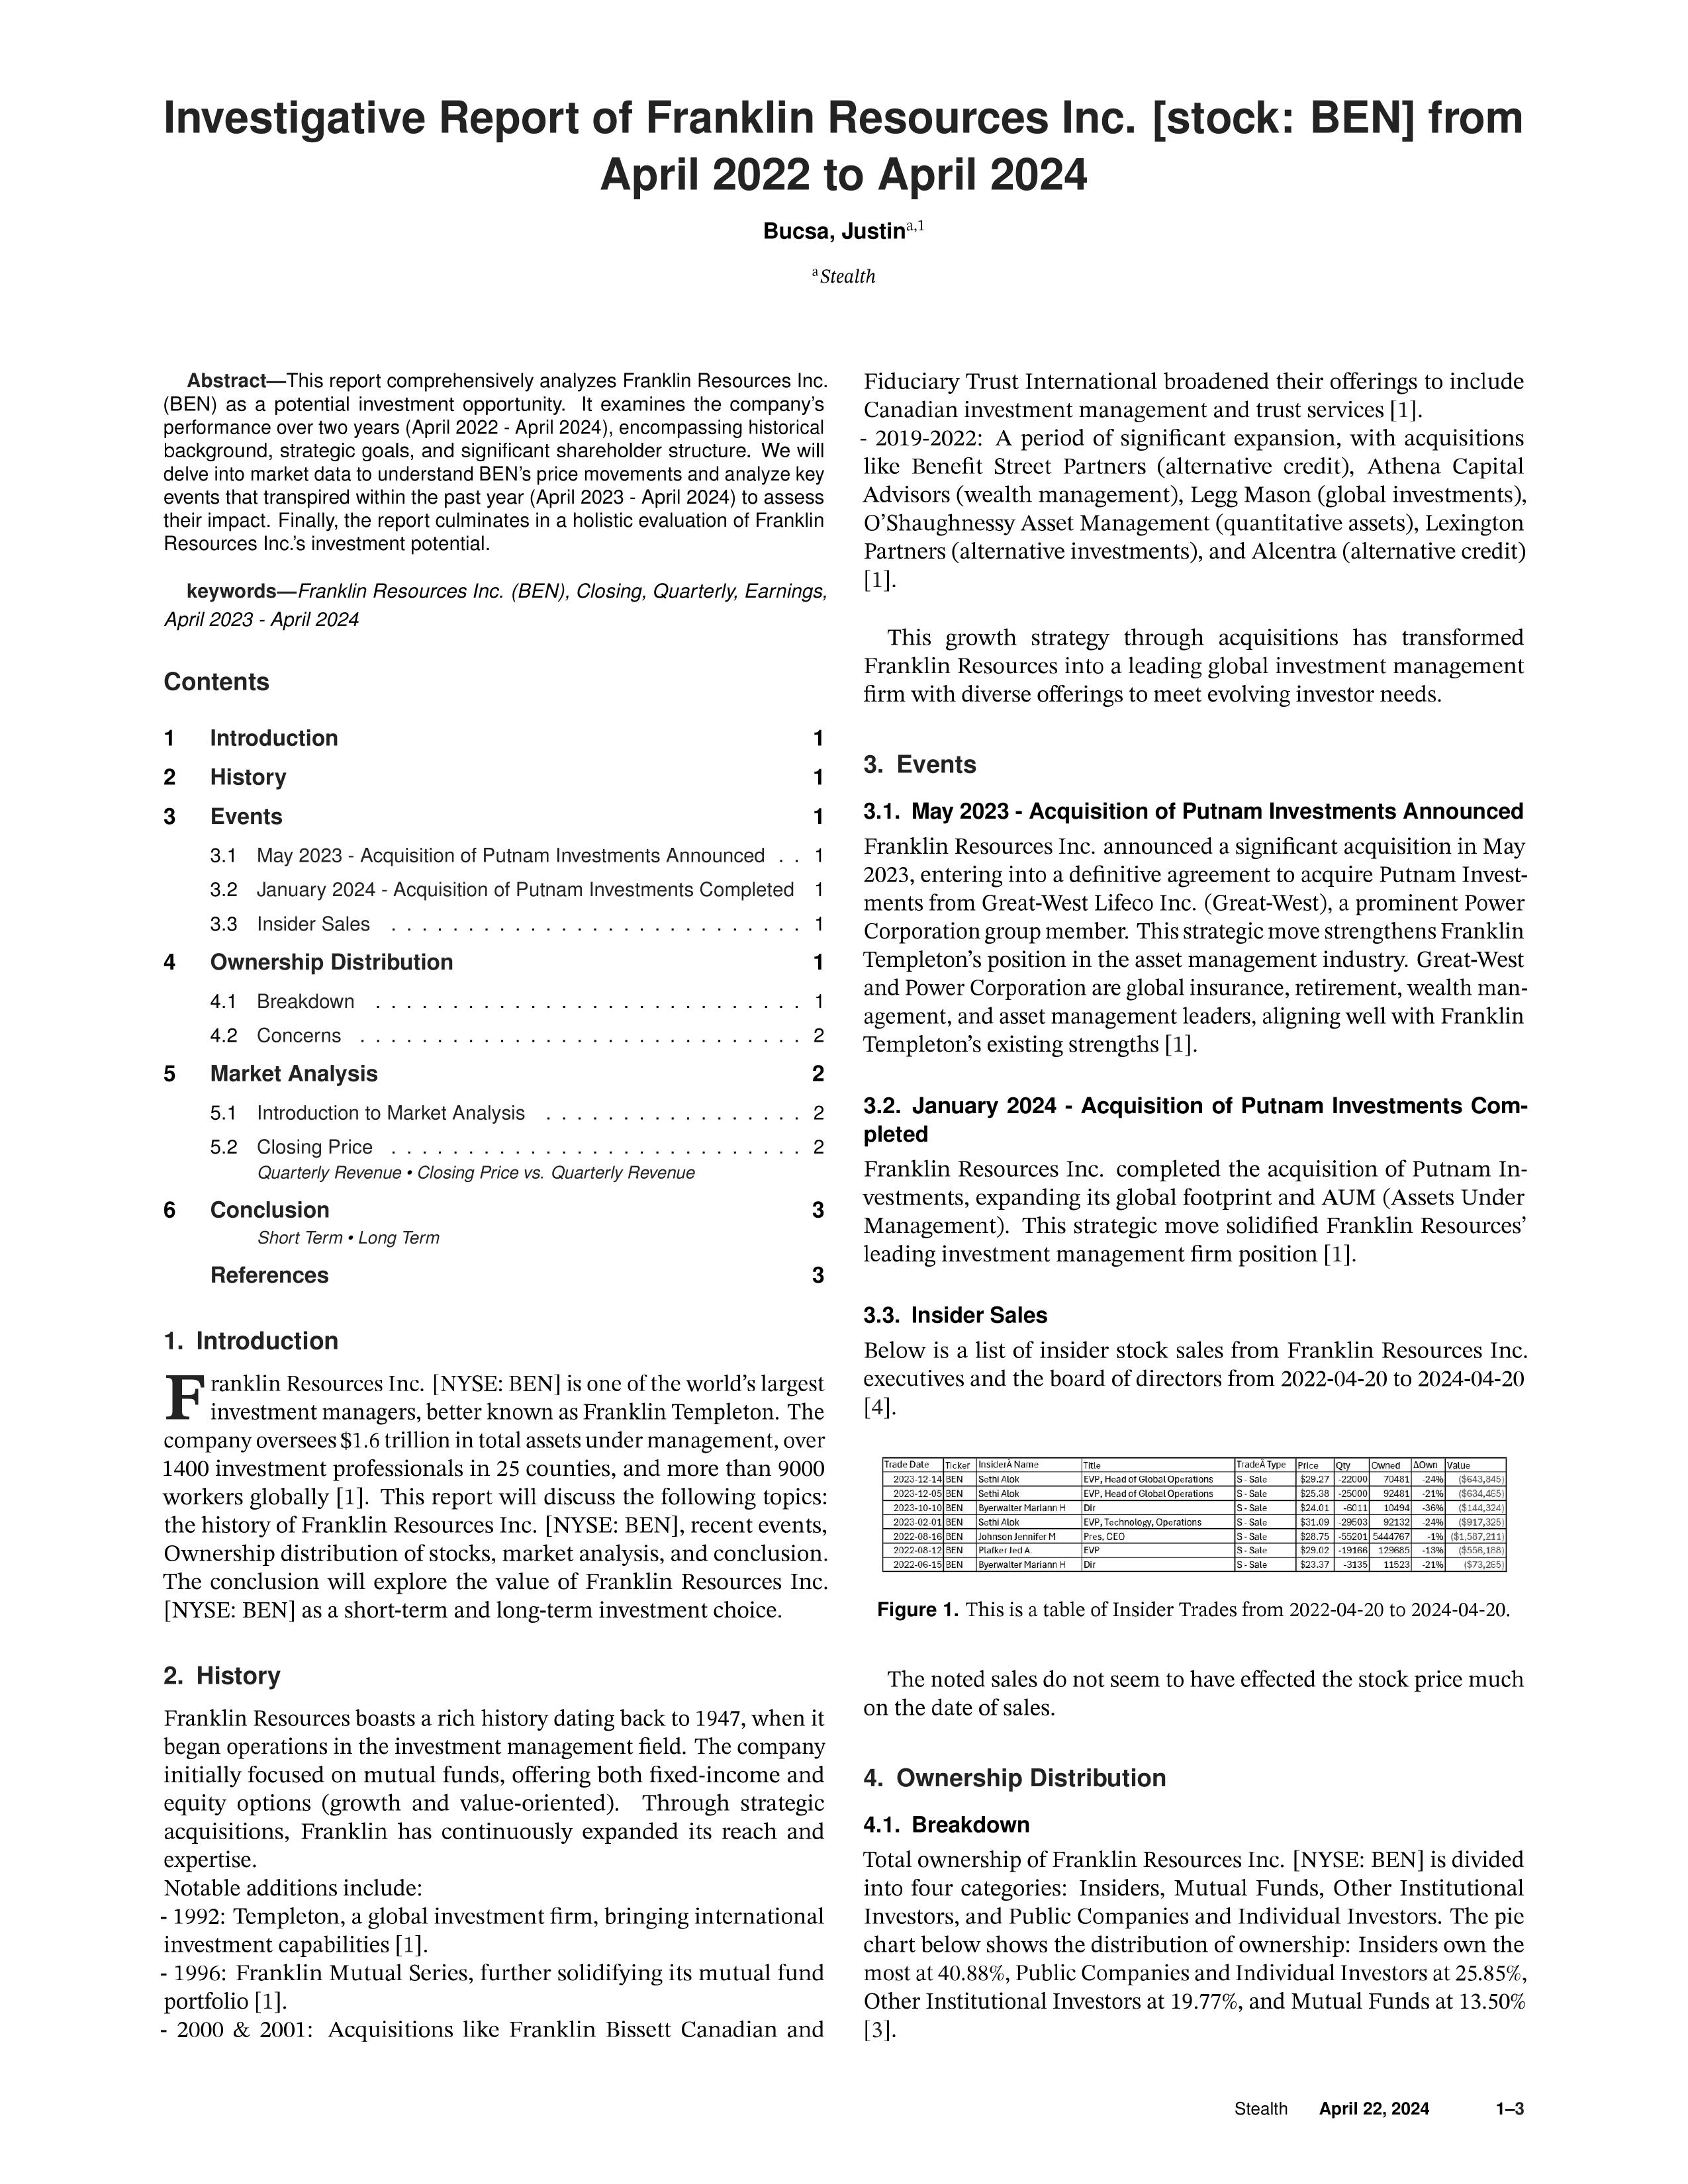 Investigative Report of Franklin Resources Inc. [stock: BEN] from
April 2022 to April 2024
Bucsa, Justin a,1
a Stealth
Abstract—This report comprehensively analyzes Franklin Resources Inc.
(BEN) as a potential investment opportunity. It examines the company's
performance over two years (April 2022 - April 2024), encompassing historical
background, strategic goals, and significant shareholder structure. We will
delve into market data to understand BEN's price movements and analyze key
events that transpired within the past year (April 2023 - April 2024) to assess
their impact. Finally, the report culminates in a holistic evaluation of Franklin
Resources Inc.'s investment potential.
keywords—Franklin Resources Inc. (BEN), Closing, Quarterly, Earnings,
April 2023 - April 2024
Contents
1 Introduction 1
2 History 1
3 Events 1
3.1 May 2023 - Acquisition of Putnam Investments Announced . . 1
3.2 January 2024 - Acquisition of Putnam Investments Completed 1
3.3 Insider Sales . . . . . . . . . . . . . . . . . . . . . . . . . . . 1
4 Ownership Distribution 1
4.1 Breakdown . . . . . . . . . . . . . . . . . . . . . . . . . . . . 1
4.2 Concerns . . . . . . . . . . . . . . . . . . . . . . . . . . . . . 2
5 Market Analysis 2
5.1 Introduction to Market Analysis . . . . . . . . . . . . . . . . . 2
5.2 Closing Price . . . . . . . . . . . . . . . . . . . . . . . . . . . 2
Quarterly Revenue • Closing Price vs. Quarterly Revenue
6 Conclusion 3
Short Term • Long Term
References 3
1. Introduction
Franklin Resources Inc. [NYSE: BEN] is one of the world's largest
investment managers, better known as Franklin Templeton. The
company oversees $1.6 trillion in total assets under management, over
1400 investment professionals in 25 counties, and more than 9000
workers globally [1]. This report will discuss the following topics:
the history of Franklin Resources Inc. [NYSE: BEN], recent events,
Ownership distribution of stocks, market analysis, and conclusion.
The conclusion will explore the value of Franklin Resources Inc.
[NYSE: BEN] as a short-term and long-term investment choice.
2. History
Franklin Resources boasts a rich history dating back to 1947, when it
began operations in the investment management field. The company
initially focused on mutual funds, offering both fixed-income and
equity options (growth and value-oriented). Through strategic
acquisitions, Franklin has continuously expanded its reach and
expertise.
Notable additions include:
- 1992: Templeton, a global investment firm, bringing international
investment capabilities [1].
- 1996: Franklin Mutual Series, further solidifying its mutual fund
portfolio [1].
- 2000 & 2001: Acquisitions like Franklin Bissett Canadian and
Fiduciary Trust International broadened their offerings to include
Canadian investment management and trust services [1].
- 2019-2022: A period of significant expansion, with acquisitions
like Benefit Street Partners (alternative credit), Athena Capital
Advisors (wealth management), Legg Mason (global investments),
O'Shaughnessy Asset Management (quantitative assets), Lexington
Partners (alternative investments), and Alcentra (alternative credit)
[1].
This growth strategy through acquisitions has transformed
Franklin Resources into a leading global investment management
firm with diverse offerings to meet evolving investor needs.
3. Events
3.1. May 2023 - Acquisition of Putnam Investments Announced
Franklin Resources Inc. announced a significant acquisition in May
2023, entering into a definitive agreement to acquire Putnam Invest-
ments from Great-West Lifeco Inc. (Great-West), a prominent Power
Corporation group member. This strategic move strengthens Franklin
Templeton's position in the asset management industry. Great-West
and Power Corporation are global insurance, retirement, wealth man-
agement, and asset management leaders, aligning well with Franklin
Templeton's existing strengths [1].
3.2. January 2024 - Acquisition of Putnam Investments Com-
pleted
Franklin Resources Inc. completed the acquisition of Putnam In-
vestments, expanding its global footprint and AUM (Assets Under
Management). This strategic move solidified Franklin Resources'
leading investment management firm position [1].
3.3. Insider Sales
Below is a list of insider stock sales from Franklin Resources Inc.
executives and the board of directors from 2022-04-20 to 2024-04-20
[4].
Trade Date Ticker InsiderÂ Name Title TradeÂ Type Price Qty Owned ΔOwn Value
2023-12-14 BEN Sethi Alok EVP, Head of Global Operations S - Sale $29.27 -22000 70481 -24% ($643,845)
2023-12-05 BEN Sethi Alok EVP, Head of Global Operations S - Sale $25.38 -25000 92481 -21% ($634,465)
2023-10-10 BEN Byerwalter Mariann H Dir S - Sale $24.01 -6011 10494 -36% ($144,324)
2023-02-01 BEN Sethi Alok EVP, Technology, Operations S - Sale $31.09 -29503 92132 -24% ($917,325)
2022-08-16 BEN Johnson Jennifer M Pres, CEO S - Sale $28.75 -55201 5444767 -1% ($1,587,211)
2022-08-12 BEN Plafker Jed A. EVP S - Sale $29.02 -19166 129685 -13% ($556,188)
2022-06-15 BEN Byerwalter Mariann H Dir S - Sale $23.37 -3135 11523 -21% ($73,265)
Figure 1. This is a table of Insider Trades from 2022-04-20 to 2024-04-20.
The noted sales do not seem to have effected the stock price much
on the date of sales.
4. Ownership Distribution
4.1. Breakdown
Total ownership of Franklin Resources Inc. [NYSE: BEN] is divided
into four categories: Insiders, Mutual Funds, Other Institutional
Investors, and Public Companies and Individual Investors. The pie
chart below shows the distribution of ownership: Insiders own the
most at 40.88%, Public Companies and Individual Investors at 25.85%,
Other Institutional Investors at 19.77%, and Mutual Funds at 13.50%
[3].
Stealth April 22, 2024 1–3